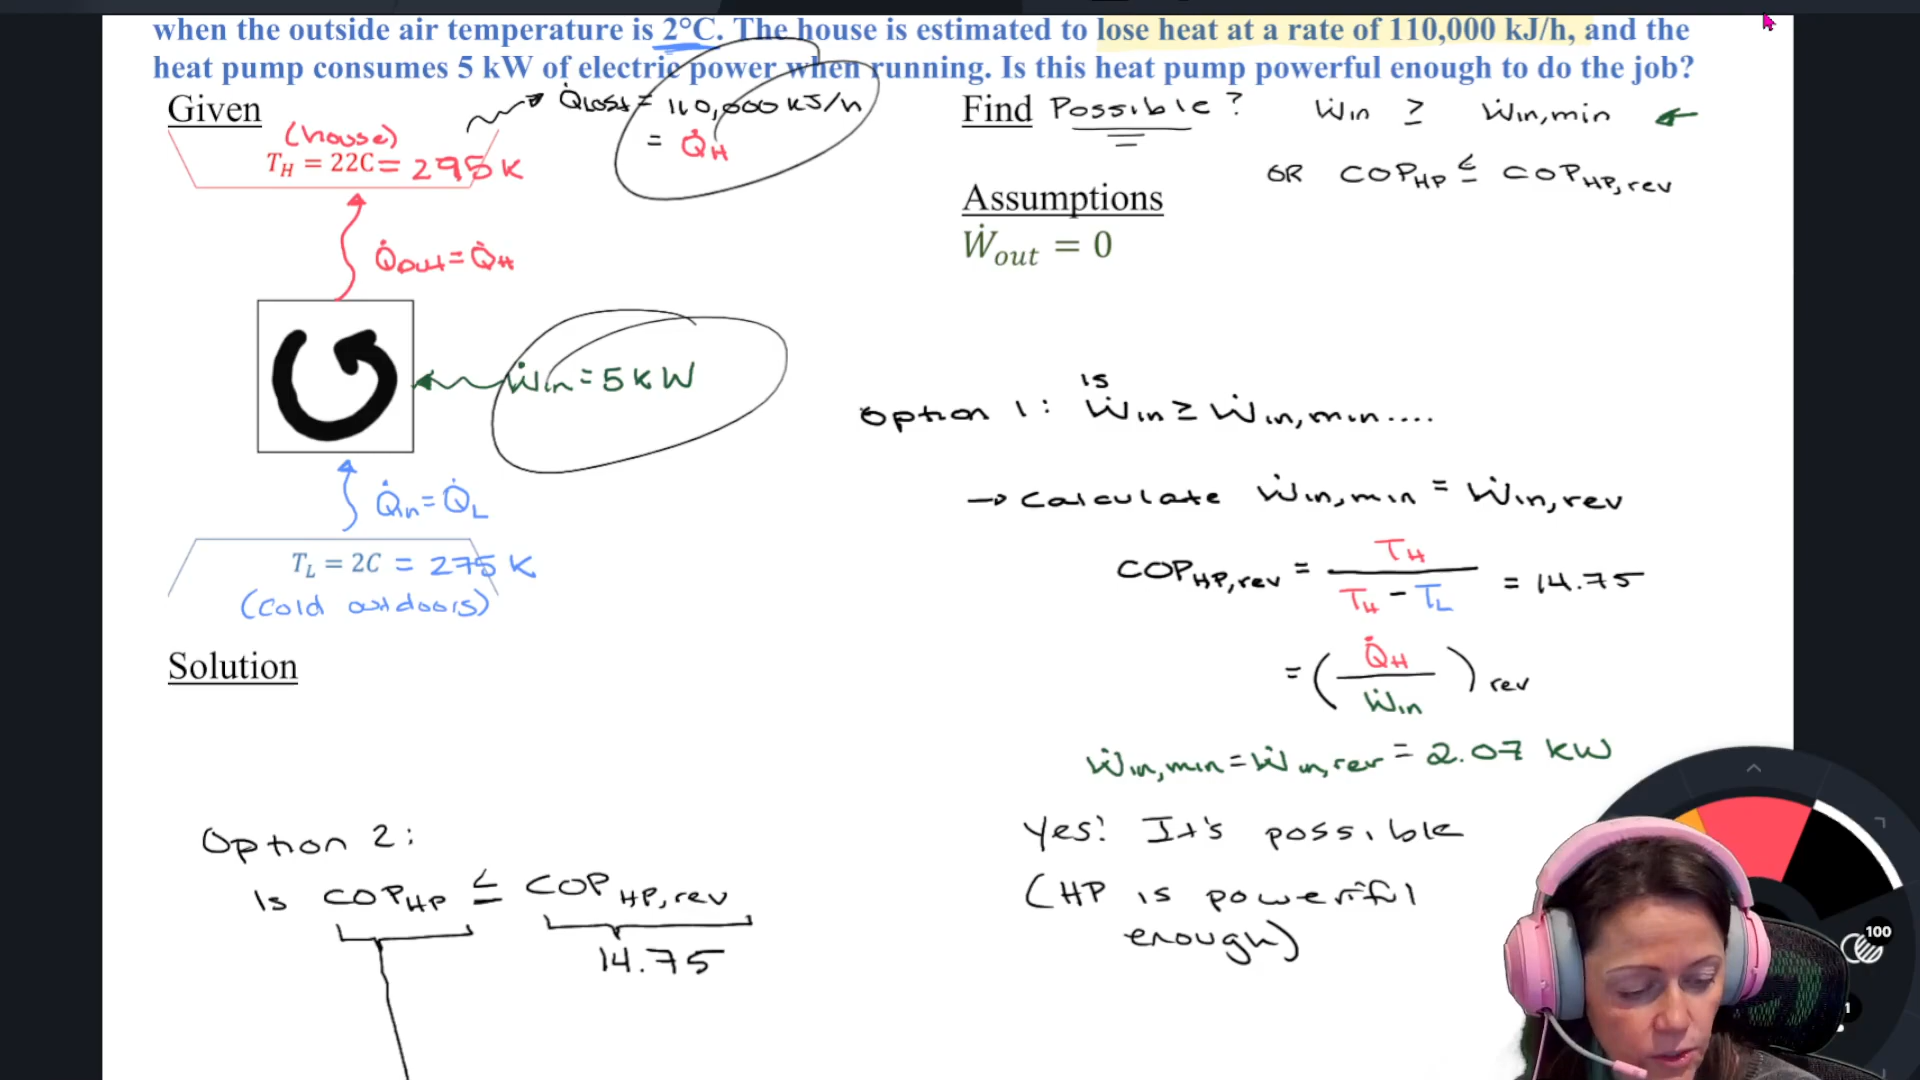 when the outside air temperature is 2°C. The house is estimated to lose heat at a rate of 110,000 kJ/h, and the
heat pump consumes 5 kW of electric power when running. Is this heat pump powerful enough to do the job?
Given
Q̇Lost = 110,000 kJ/h
= Q̇H
(house)
TH = 22C = 295 K
Q̇out = Q̇H
Ẇin = 5 kW
Q̇in = Q̇L
TL = 2C = 275 K
(cold outdoors)
Solution
Option 2:
Is COPHP ≤ COPHP,rev
14.75
Find Possible? Ẇin ≥ Ẇin,min
OR COPHP ≤ COPHP,rev
Assumptions
Ẇout = 0
is
Option 1: Ẇin ≥ Ẇin,min....
→ Calculate Ẇin,min = Ẇin,rev
COPHP,rev = TH / (TH - TL) = 14.75
= (Q̇H / Ẇin)rev
Ẇin,min = Ẇin,rev = 2.07 kW
Yes! It's possible
(HP is powerful
enough)
100